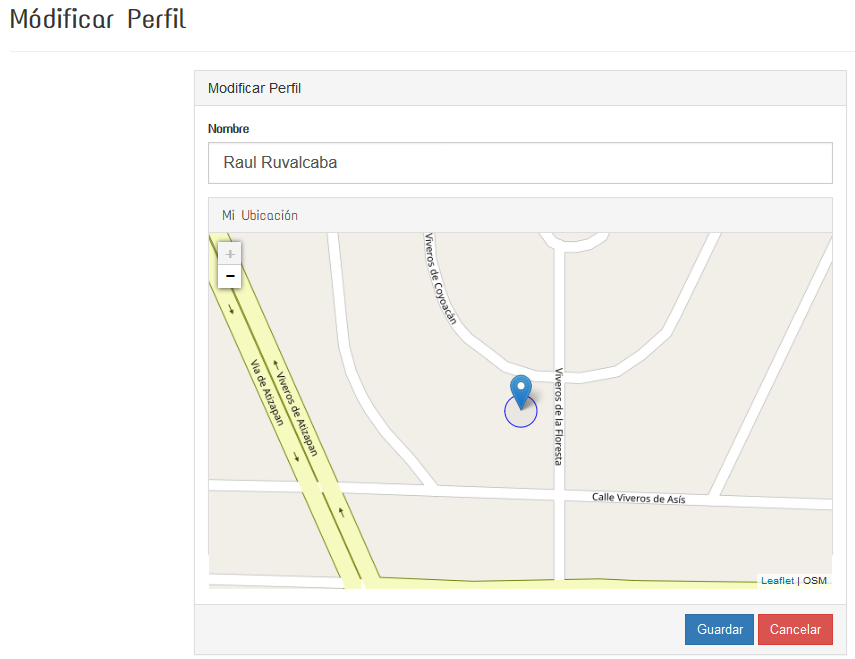 Módificar Perfil
Modificar Perfil
Nombre
Raul Ruvalcaba
Mi Ubicación
+
−
Viveros de Coyoacán
Vía de Atizapan
Viveros de Atizapan
Viveros de la Floresta
Calle Viveros de Asís
Leaflet | OSM
Guardar Cancelar